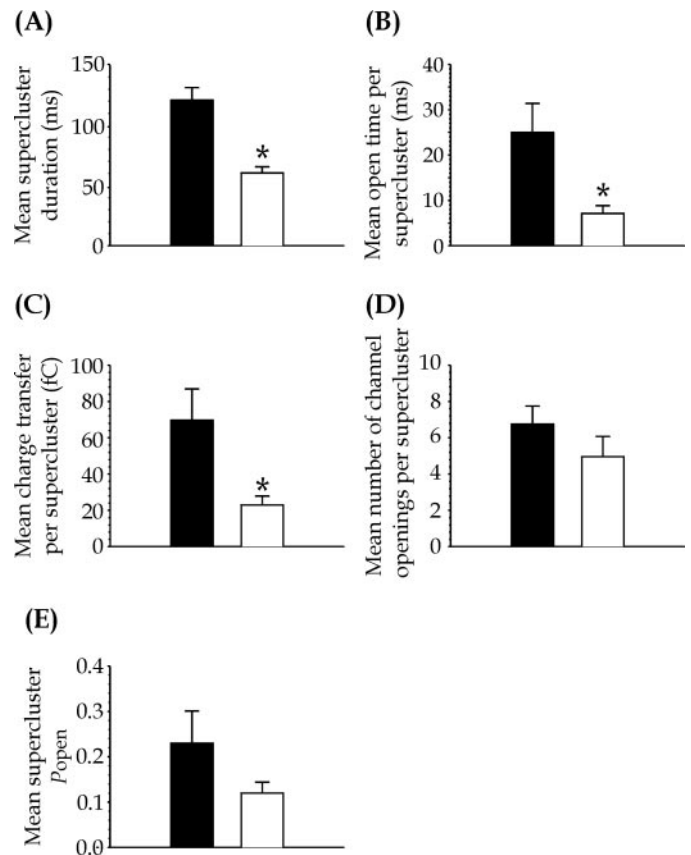 (A)
Mean supercluster
duration (ms)
150
100
50
0
*
(B)
Mean open time per
supercluster (ms)
40
30
20
10
0
*
(C)
Mean charge transfer
per supercluster (fC)
100
80
60
40
20
0
*
(D)
Mean number of channel
openings per supercluster
10
8
6
4
2
0
(E)
Mean supercluster
Popen
0.4
0.3
0.2
0.1
0.0